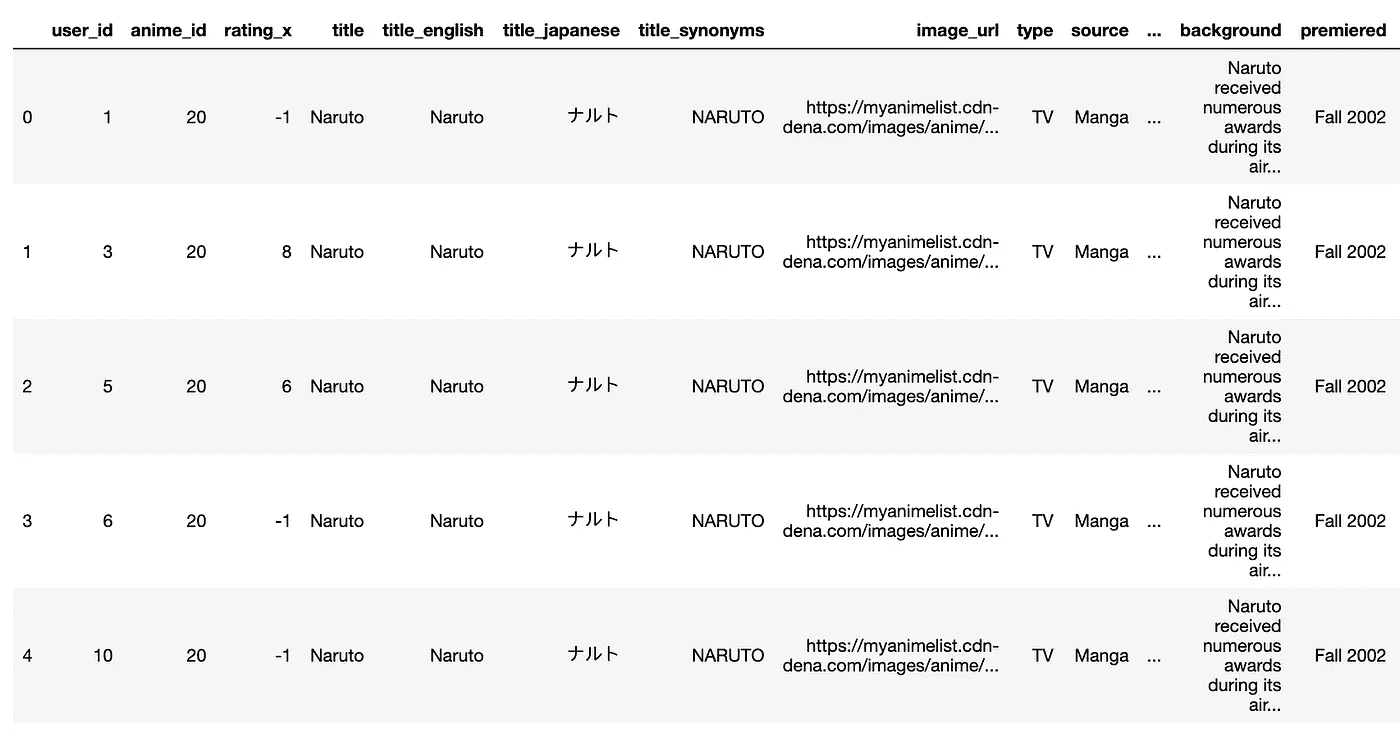 user_id anime_id rating_x title title_english title_japanese title_synonyms image_url type source ... background premiered
0 1 20 -1 Naruto Naruto ナルト NARUTO https://myanimelist.cdn-
dena.com/images/anime/... TV Manga ... Naruto
received
numerous
awards
during its
air... Fall 2002
1 3 20 8 Naruto Naruto ナルト NARUTO https://myanimelist.cdn-
dena.com/images/anime/... TV Manga ... Naruto
received
numerous
awards
during its
air... Fall 2002
2 5 20 6 Naruto Naruto ナルト NARUTO https://myanimelist.cdn-
dena.com/images/anime/... TV Manga ... Naruto
received
numerous
awards
during its
air... Fall 2002
3 6 20 -1 Naruto Naruto ナルト NARUTO https://myanimelist.cdn-
dena.com/images/anime/... TV Manga ... Naruto
received
numerous
awards
during its
air... Fall 2002
4 10 20 -1 Naruto Naruto ナルト NARUTO https://myanimelist.cdn-
dena.com/images/anime/... TV Manga ... Naruto
received
numerous
awards
during its
air... Fall 2002